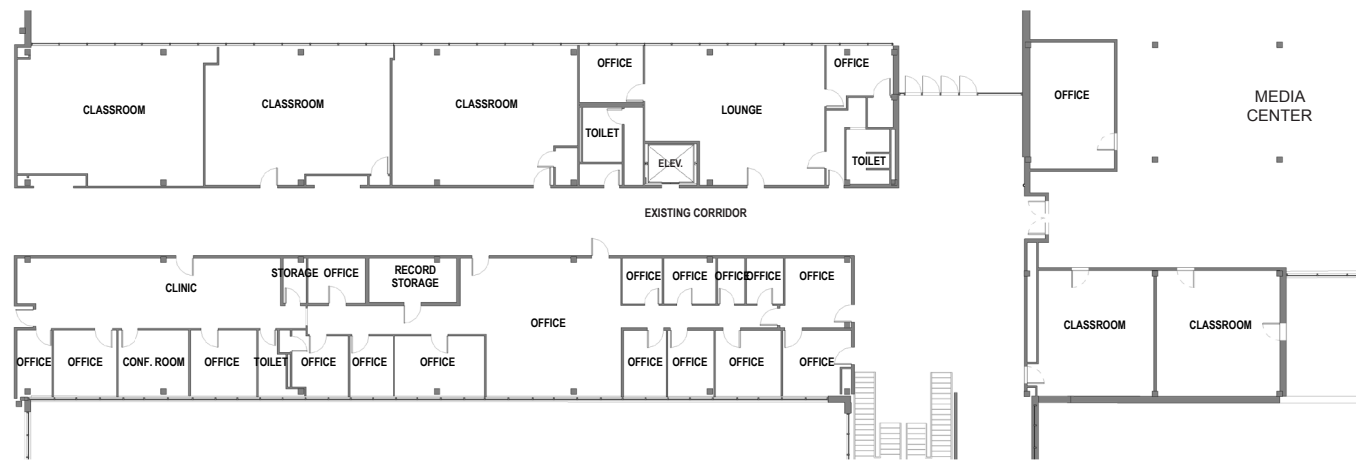 OFFICE
OFFICE
CLASSROOM
CLASSROOM
CLASSROOM
LOUNGE
OFFICE
MEDIA
CENTER
TOILET
ELEV.
TOILET
EXISTING CORRIDOR
STORAGE
OFFICE
RECORD
STORAGE
OFFICE
OFFICE
OFFICE
OFFICE
OFFICE
CLINIC
OFFICE
CLASSROOM
CLASSROOM
OFFICE
OFFICE
CONF. ROOM
OFFICE
TOILET
OFFICE
OFFICE
OFFICE
OFFICE
OFFICE
OFFICE
OFFICE